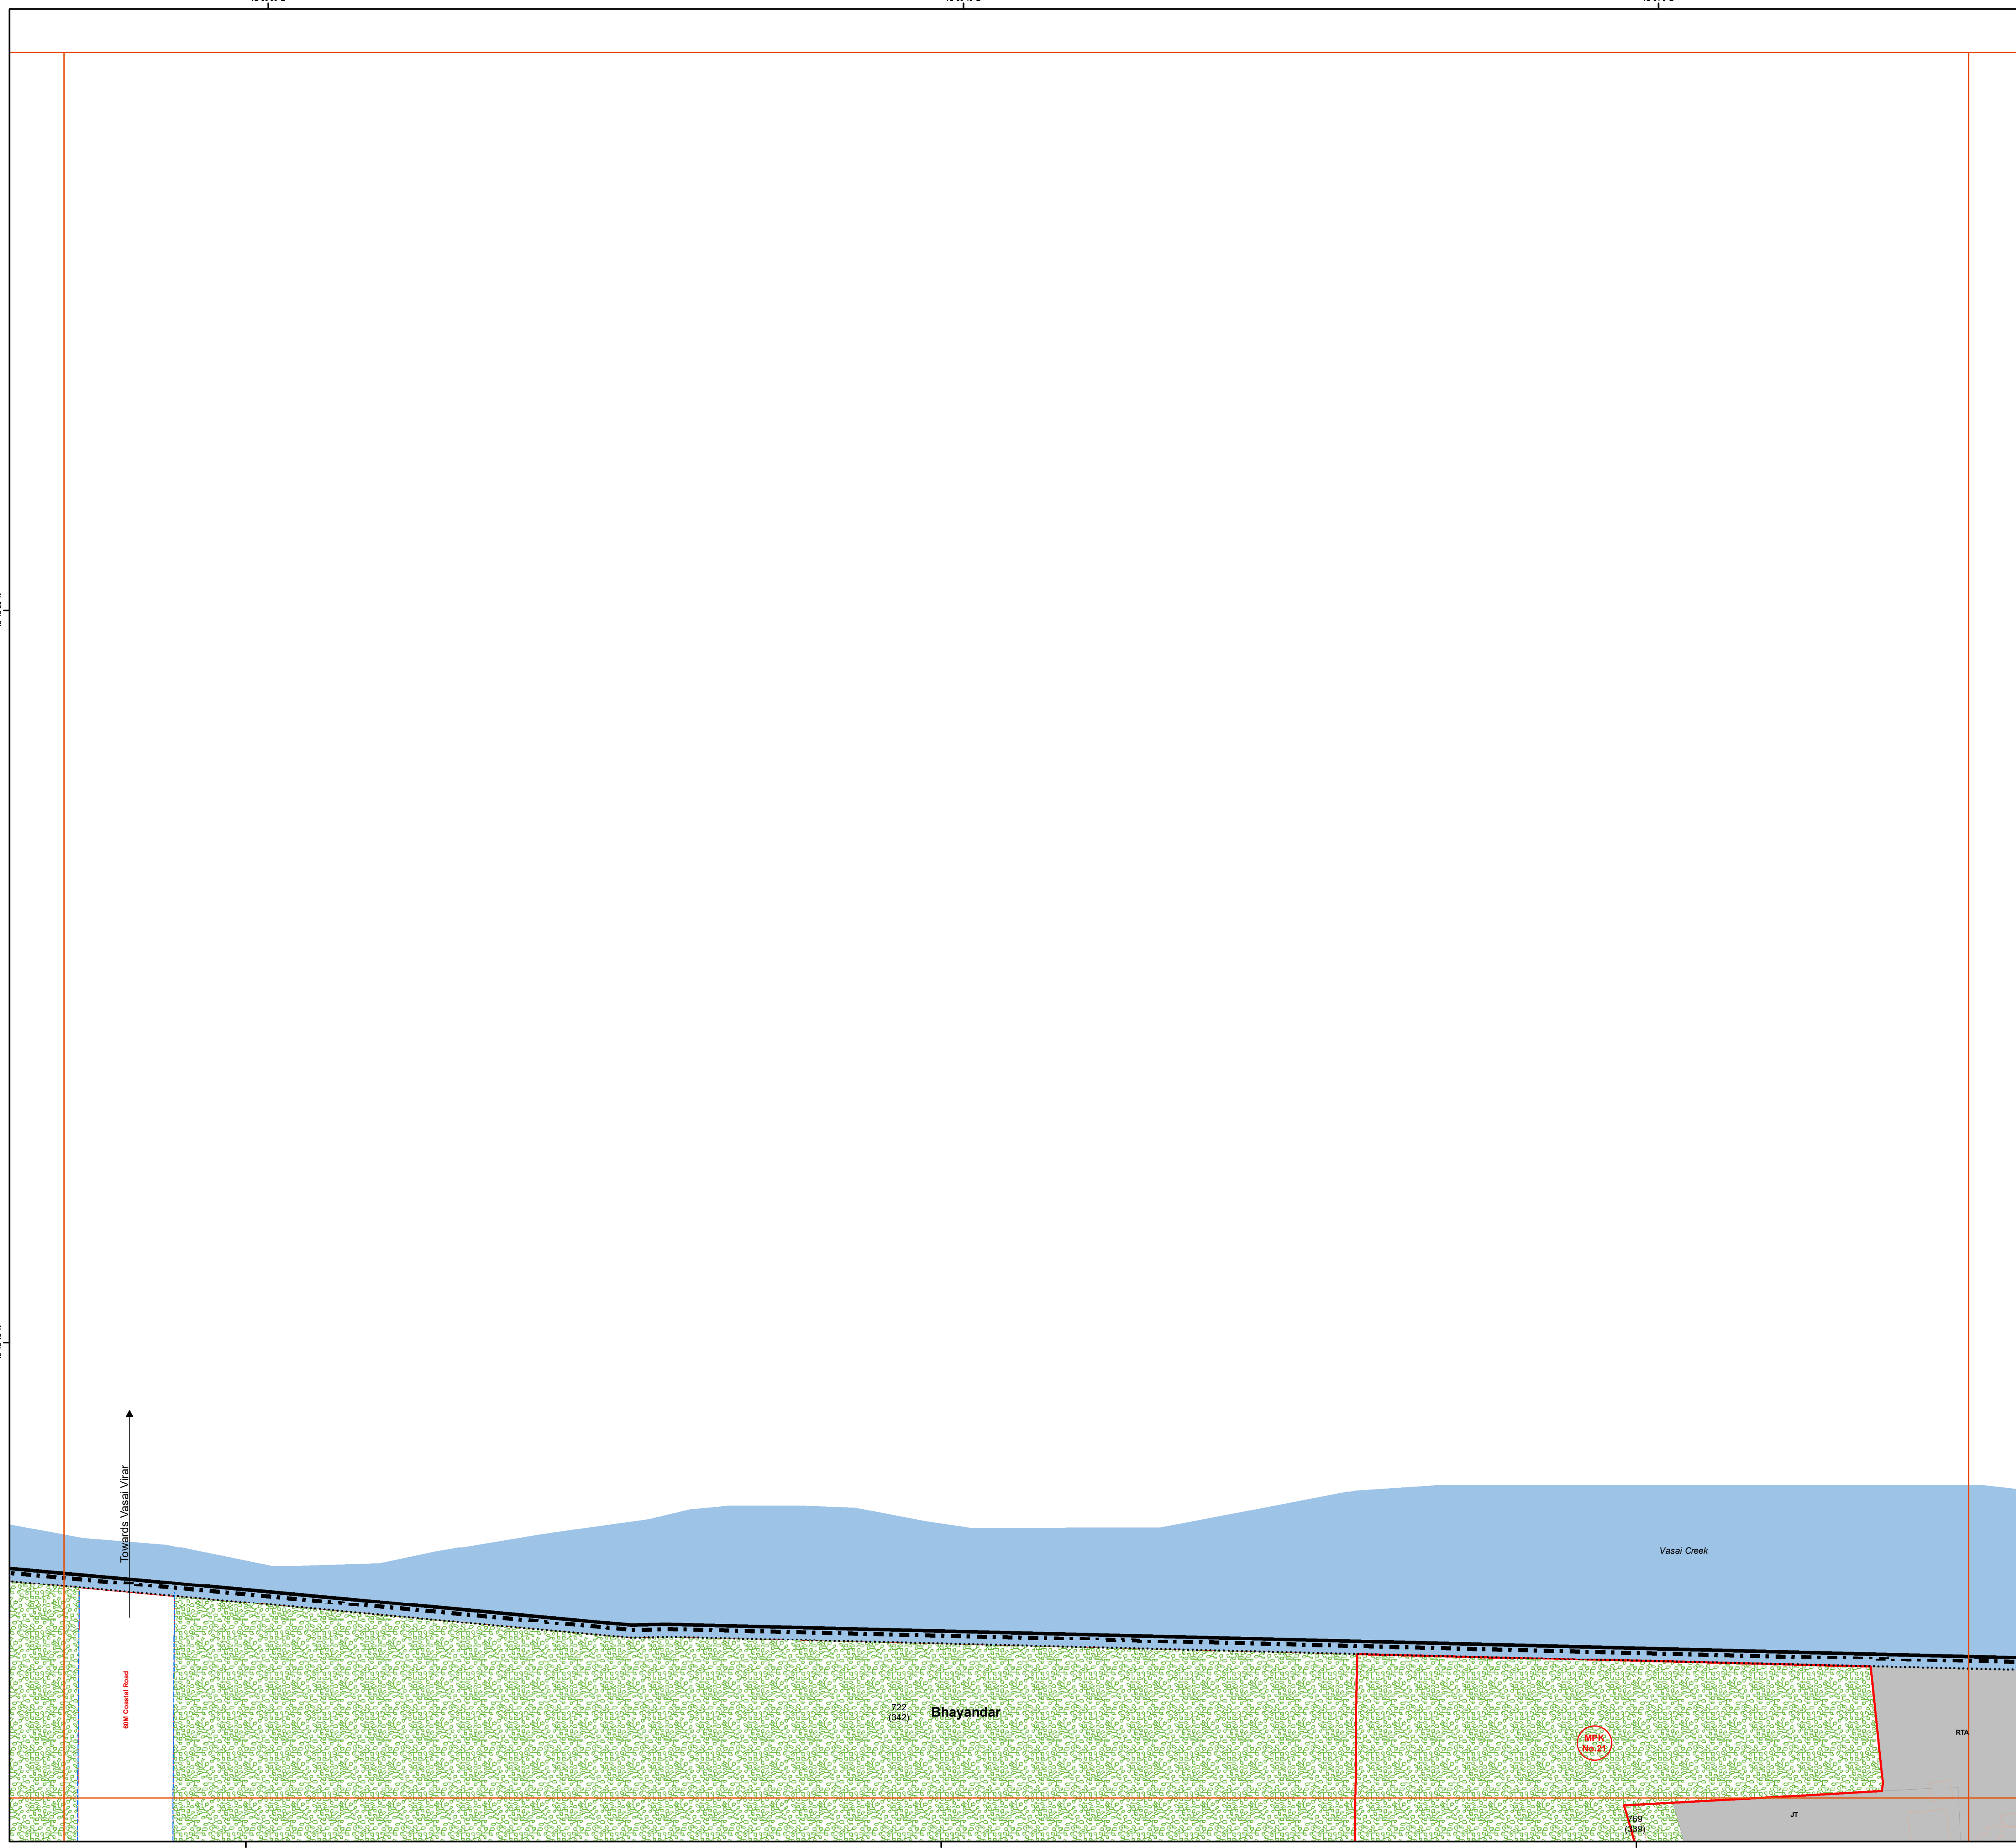 Towards Vasai Virar
Vasai Creek
60M Coastal Road
722
(342)
Bhayandar
MPK
No.21
RTA
JT
769
(339)